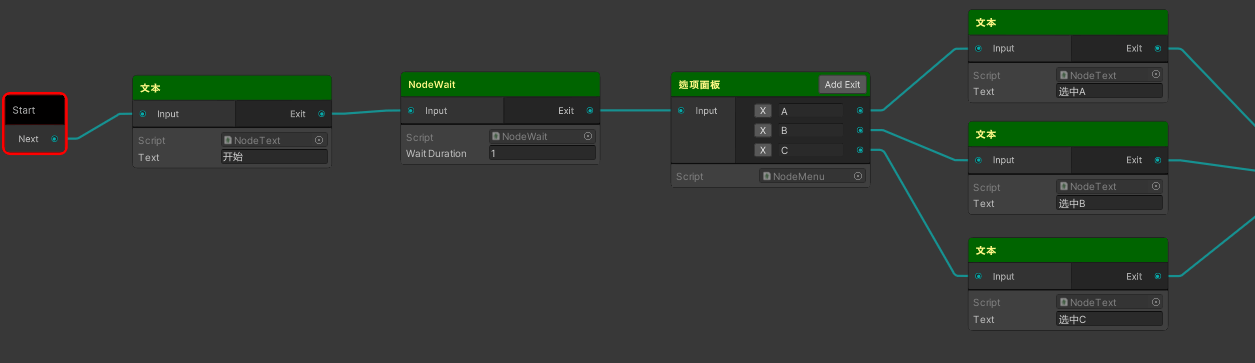 Start
Next
文本
Input Exit
Script NodeText
Text 开始
NodeWait
Input Exit
Script NodeWait
Wait Duration 1
选项面板 Add Exit
Input X A
X B
X C
Script NodeMenu
文本
Input Exit
Script NodeText
Text 选中A
文本
Input Exit
Script NodeText
Text 选中B
文本
Input Exit
Script NodeText
Text 选中C